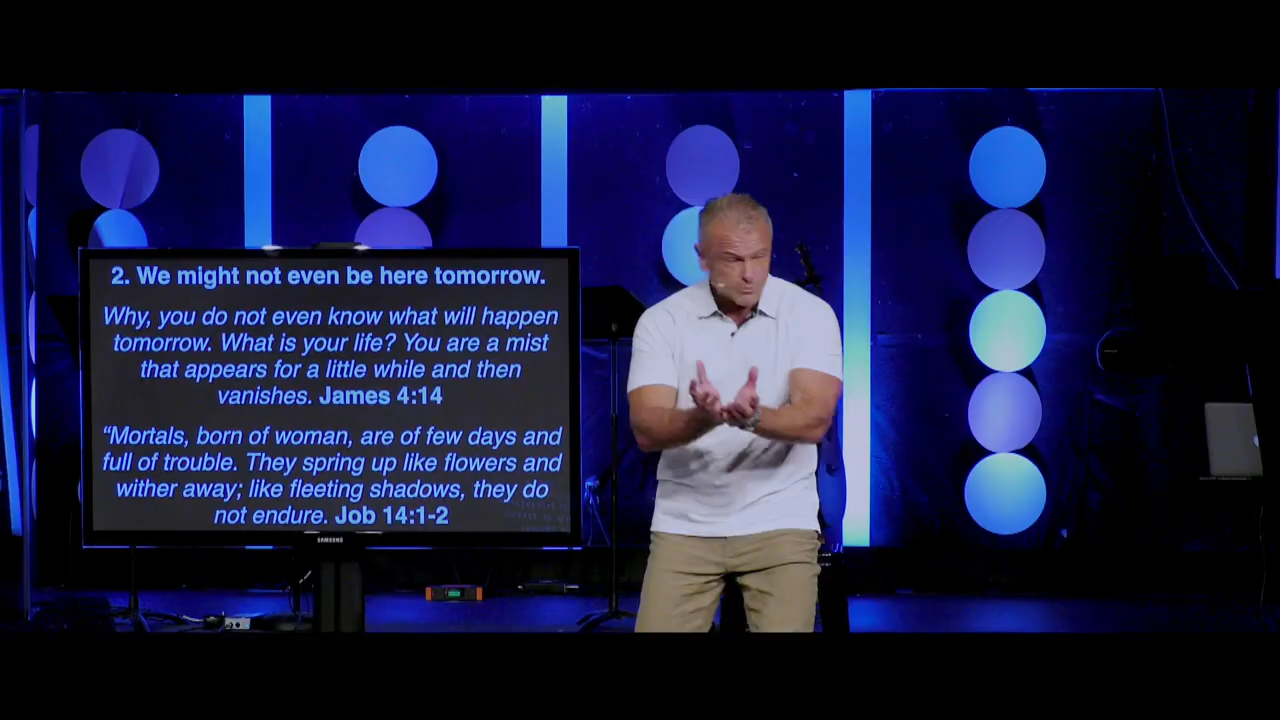 2. We might not even be here tomorrow.
Why, you do not even know what will happen
tomorrow. What is your life? You are a mist
that appears for a little while and then
vanishes. James 4:14
“Mortals, born of woman, are of few days and
full of trouble. They spring up like flowers and
wither away; like fleeting shadows, they do
not endure. Job 14:1-2
SAMSUNG